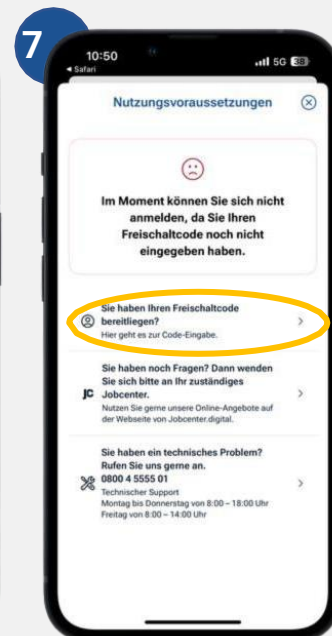 7
10:50
5G 38
Safari
Nutzungsvoraussetzungen
Im Moment können Sie sich nicht
anmelden, da Sie Ihren
Freischaltcode noch nicht
eingegeben haben.
Sie haben Ihren Freischaltcode
bereitliegen?
Hier geht es zur Code-Eingabe.
Sie haben noch Fragen? Dann wenden
Sie sich bitte an Ihr zuständiges
JC Jobcenter.
Nutzen Sie gerne unsere Online-Angebote auf
der Webseite von Jobcenter.digital.
Sie haben ein technisches Problem?
Rufen Sie uns gerne an.
0800 4 5555 01
Technischer Support
Montag bis Donnerstag von 8:00 – 18:00 Uhr
Freitag von 8:00 – 14:00 Uhr